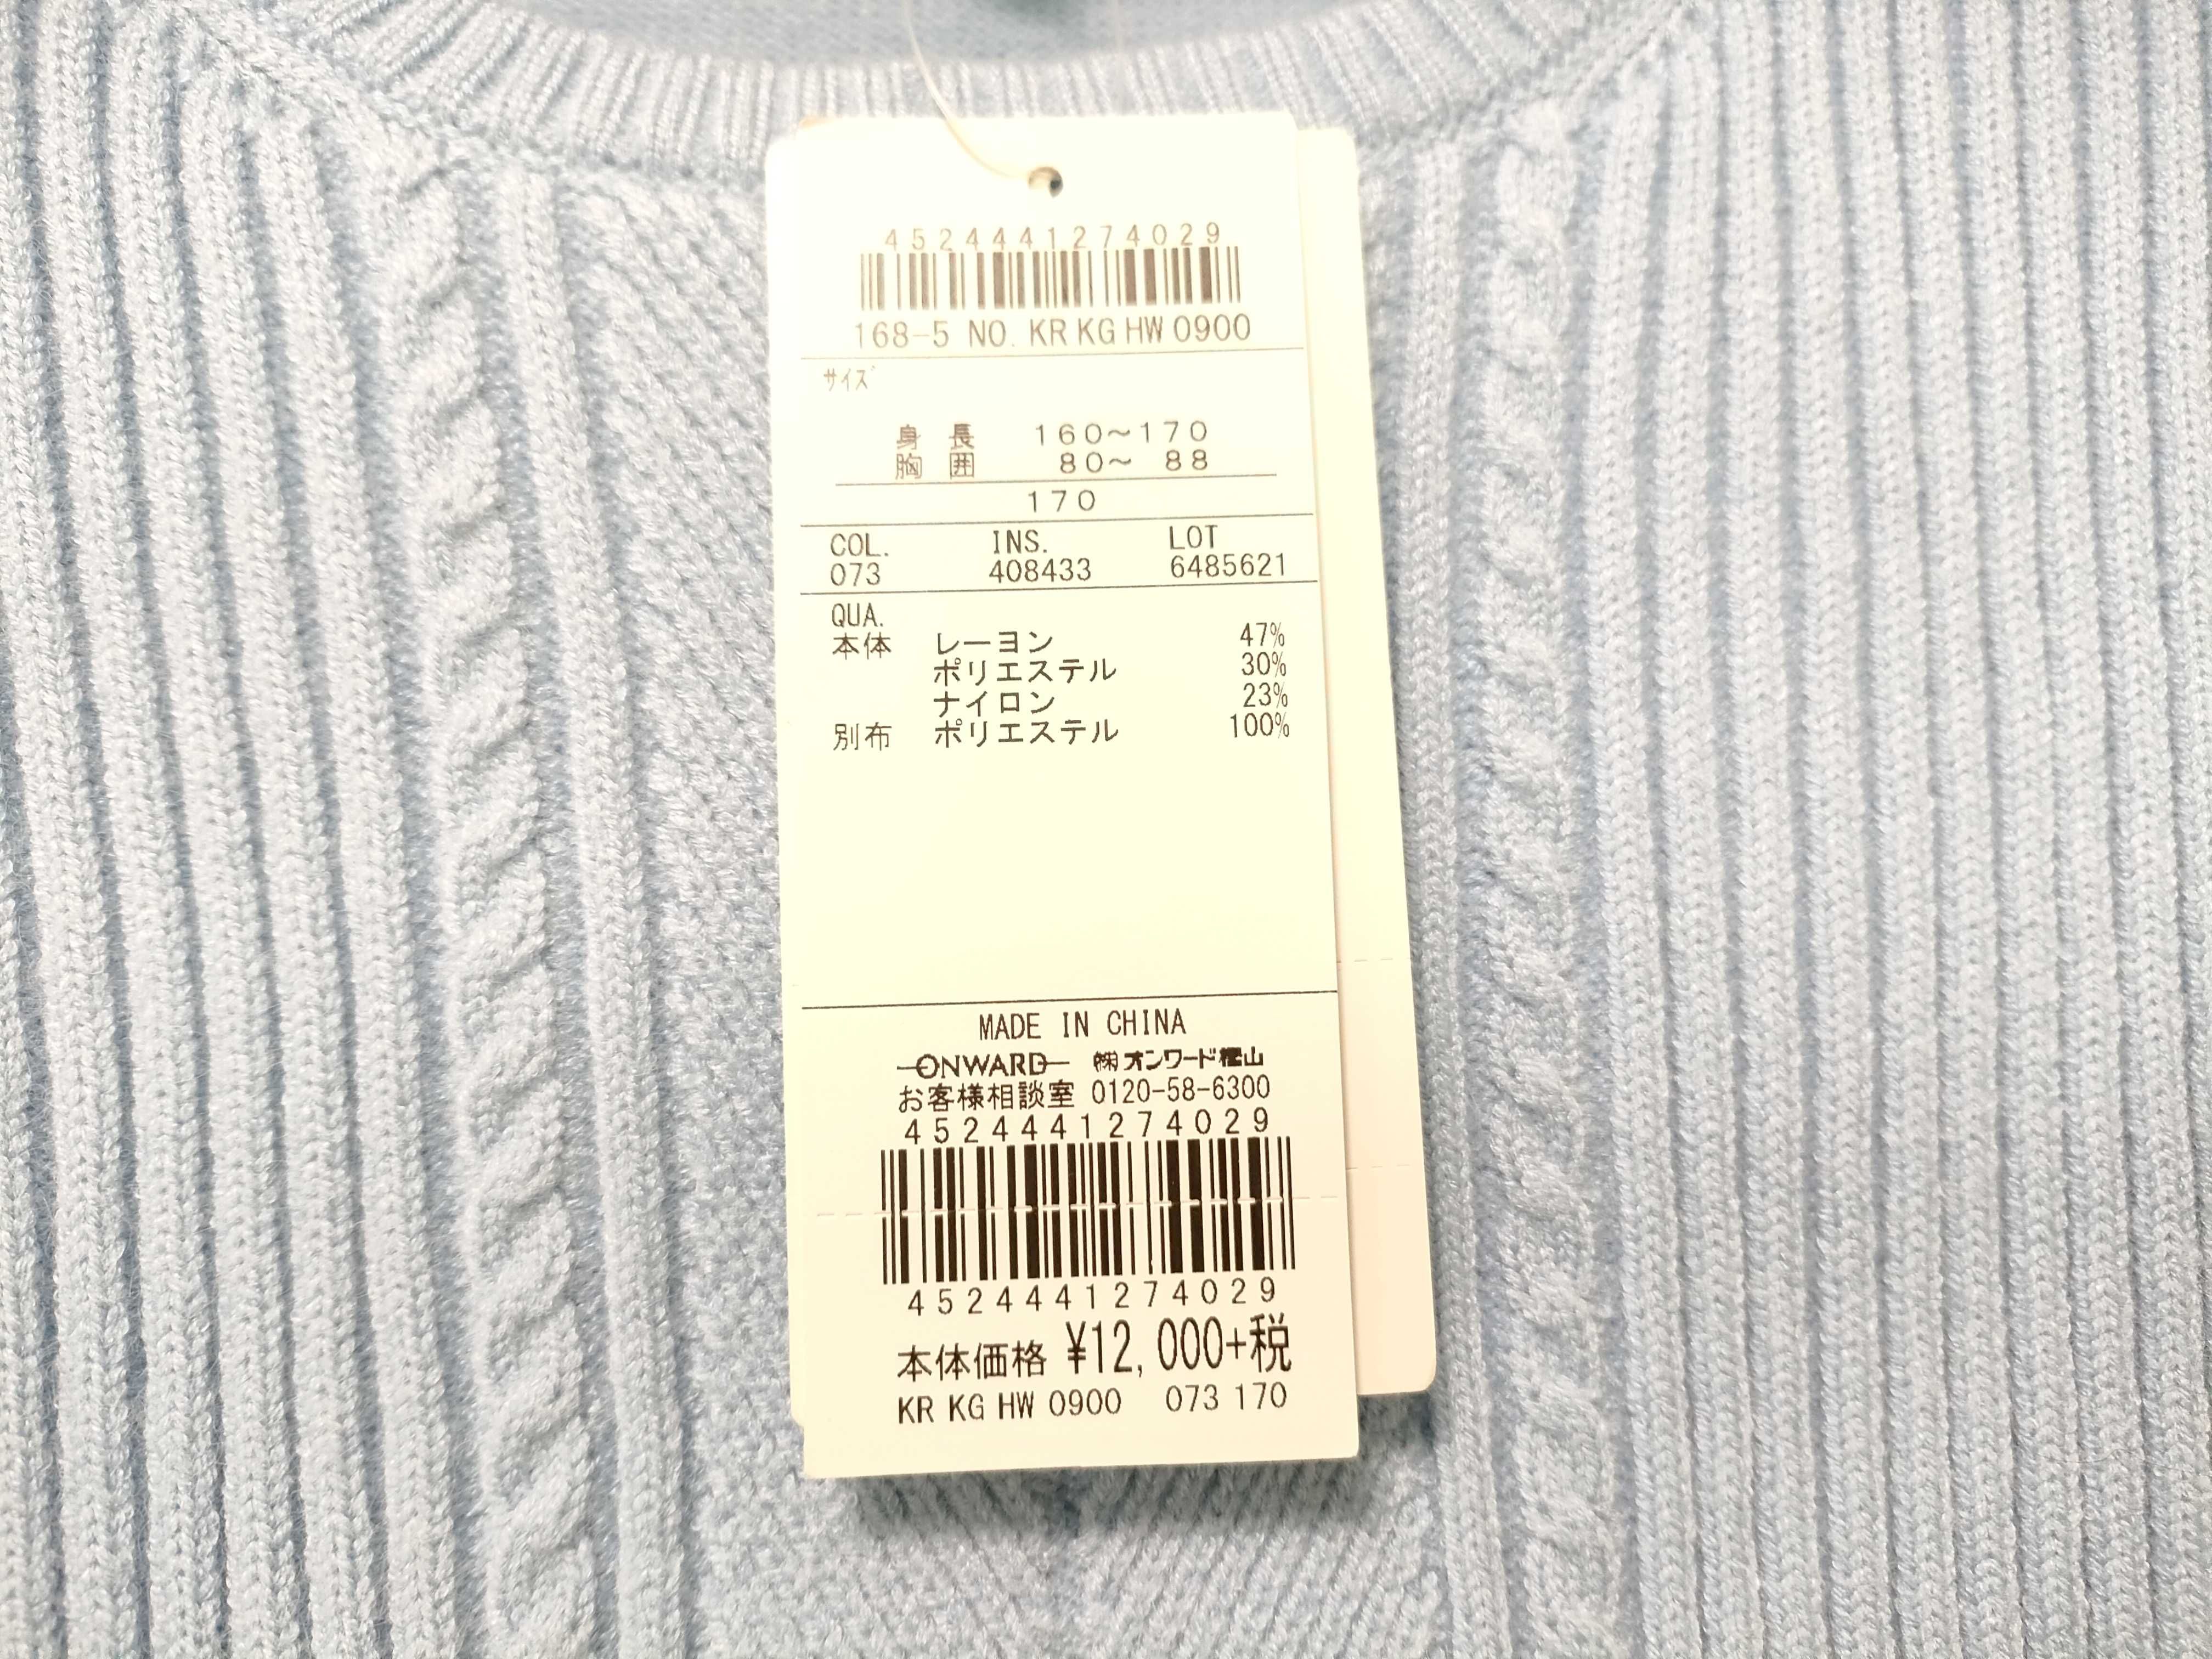 4524441274029
168-5 NO. KR KG HW 0900
サイズ
身長 160～170
胸囲 80～ 88
170
COL. INS. LOT
073 408433 6485621
QUA.
本体 レーヨン 47%
ポリエステル 30%
ナイロン 23%
別布 ポリエステル 100%
MADE IN CHINA
ONWARD ㈱オンワード樫山
お客様相談室 0120-58-6300
4524441274029
4524441274029
本体価格 ¥12,000+税
KR KG HW 0900 073 170